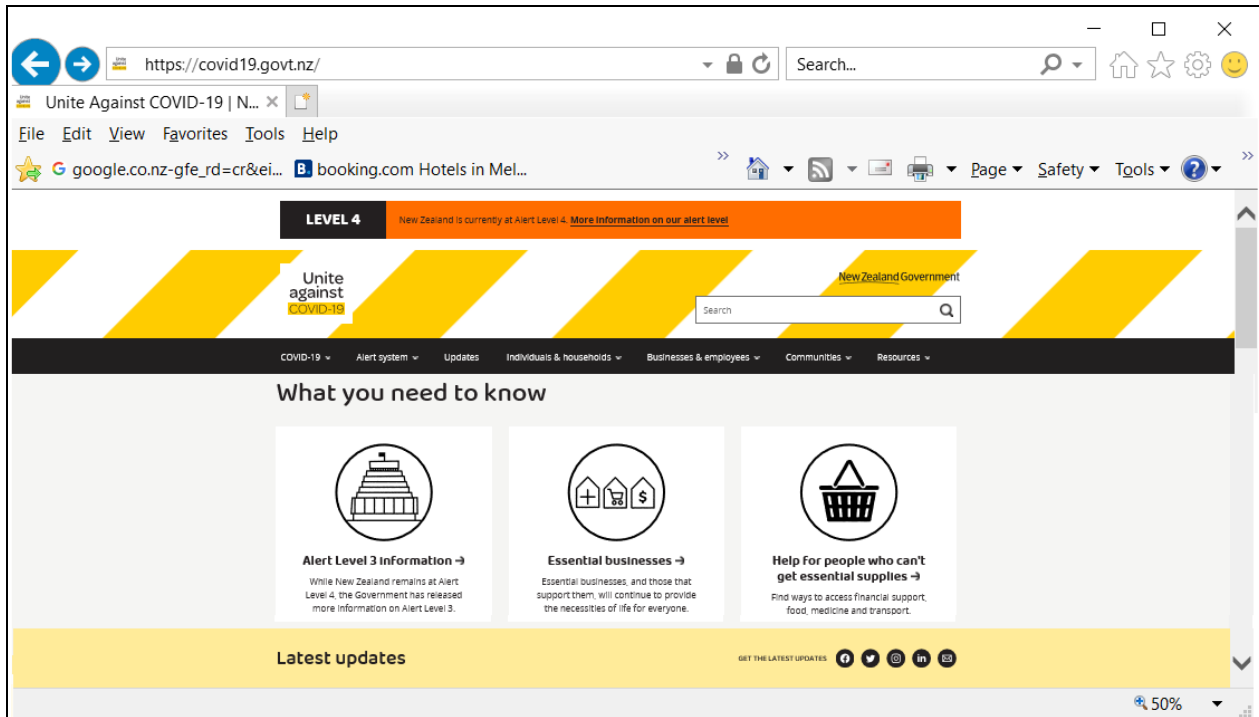 https://covid19.govt.nz/
Search...
Unite Against COVID-19 | N...
File Edit View Favorites Tools Help
G google.co.nz-gfe_rd=cr&ei... B. booking.com Hotels in Mel...
Page Safety Tools
LEVEL 4 New Zealand is currently at Alert Level 4. More information on our alert level
Unite
against
COVID-19
New Zealand Government
Search
COVID-19 Alert system Updates Individuals & households Businesses & employees Communities Resources
What you need to know
Alert Level 3 information →
While New Zealand remains at Alert
Level 4, the Government has released
more information on Alert Level 3.
Essential businesses →
Essential businesses, and those that
support them, will continue to provide
the necessities of life for everyone.
Help for people who can't
get essential supplies →
Find ways to access financial support,
food, medicine and transport.
Latest updates
GET THE LATEST UPDATES
50%